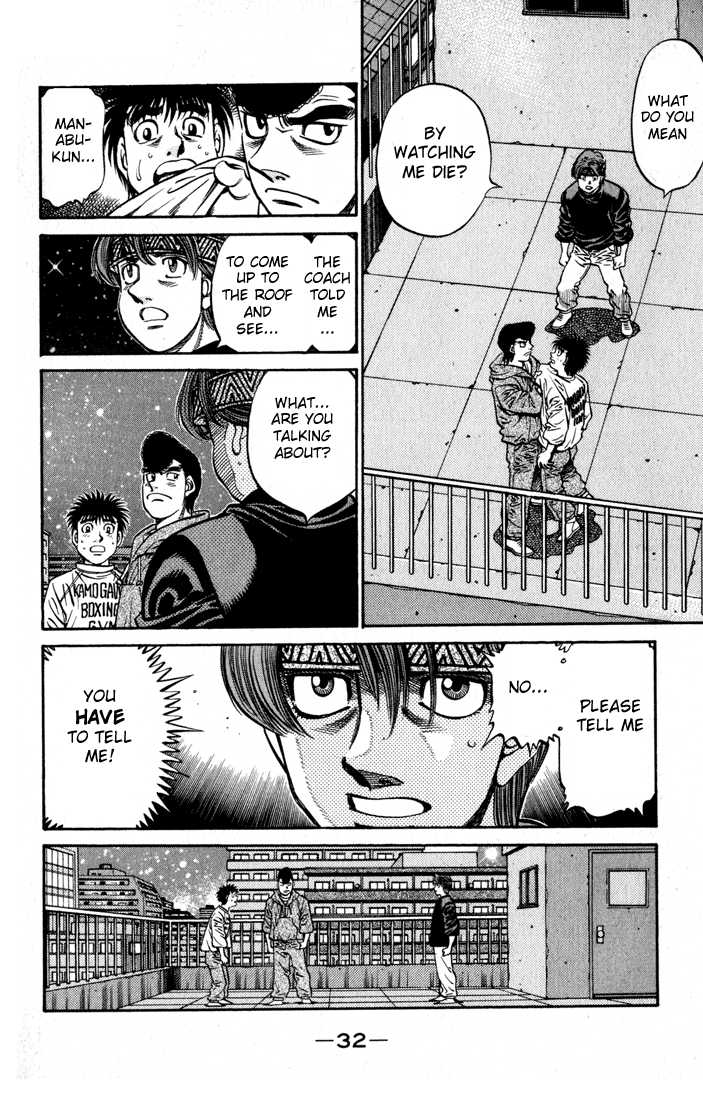 WHAT
DO YOU
MEAN
BY
WATCHING
ME DIE?
MAN-
ABU-
KUN...
THE
COACH
TOLD
ME
...
TO COME
UP TO
THE ROOF
AND
SEE...
WHAT...
ARE YOU
TALKING
ABOUT?
KAMOGAW
BOXING
GYM
PLEASE
TELL ME
NO...
YOU
HAVE
TO TELL
ME!
—32—